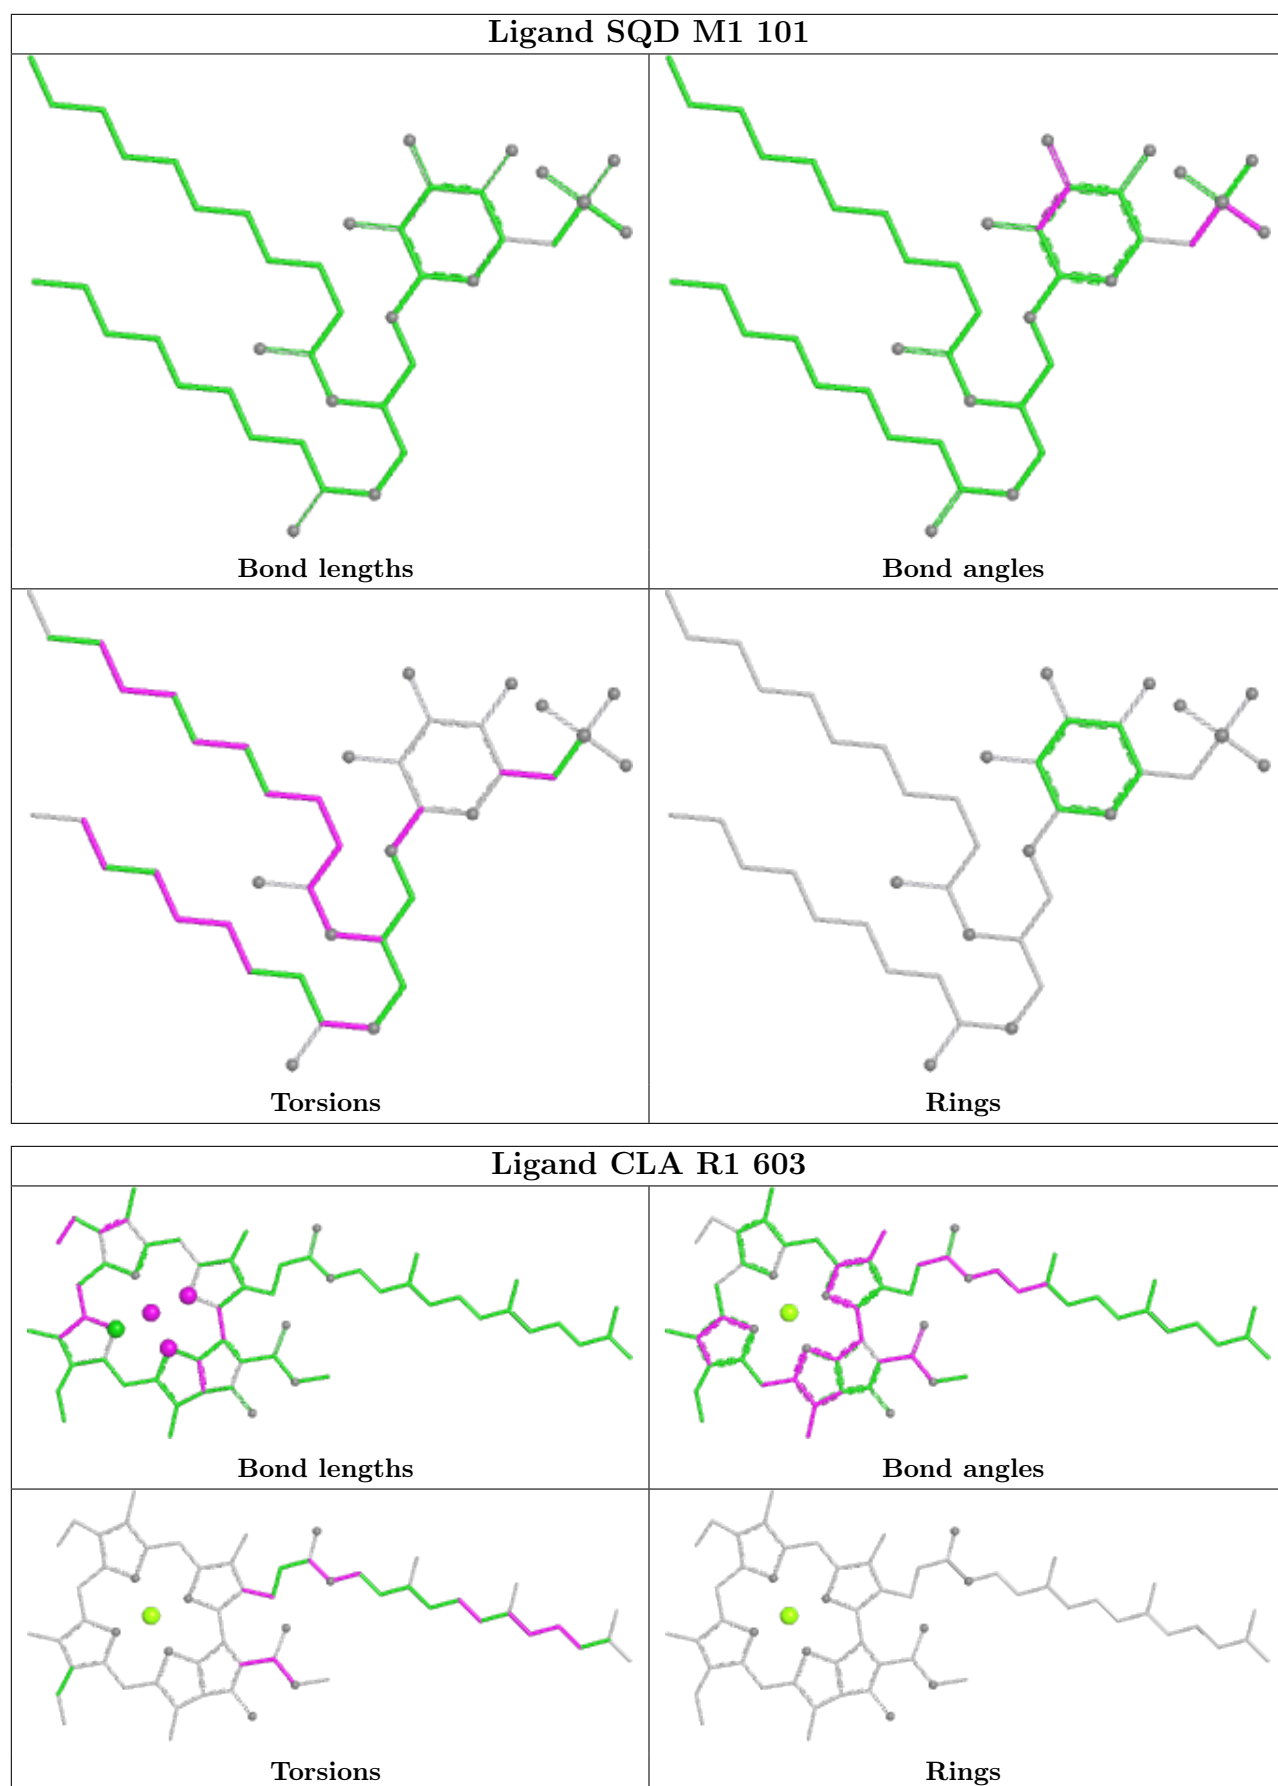 Ligand SQD M1 101
Bond lengths
Bond angles
Torsions
Rings
Ligand CLA R1 603
Bond lengths
Bond angles
Torsions
Rings